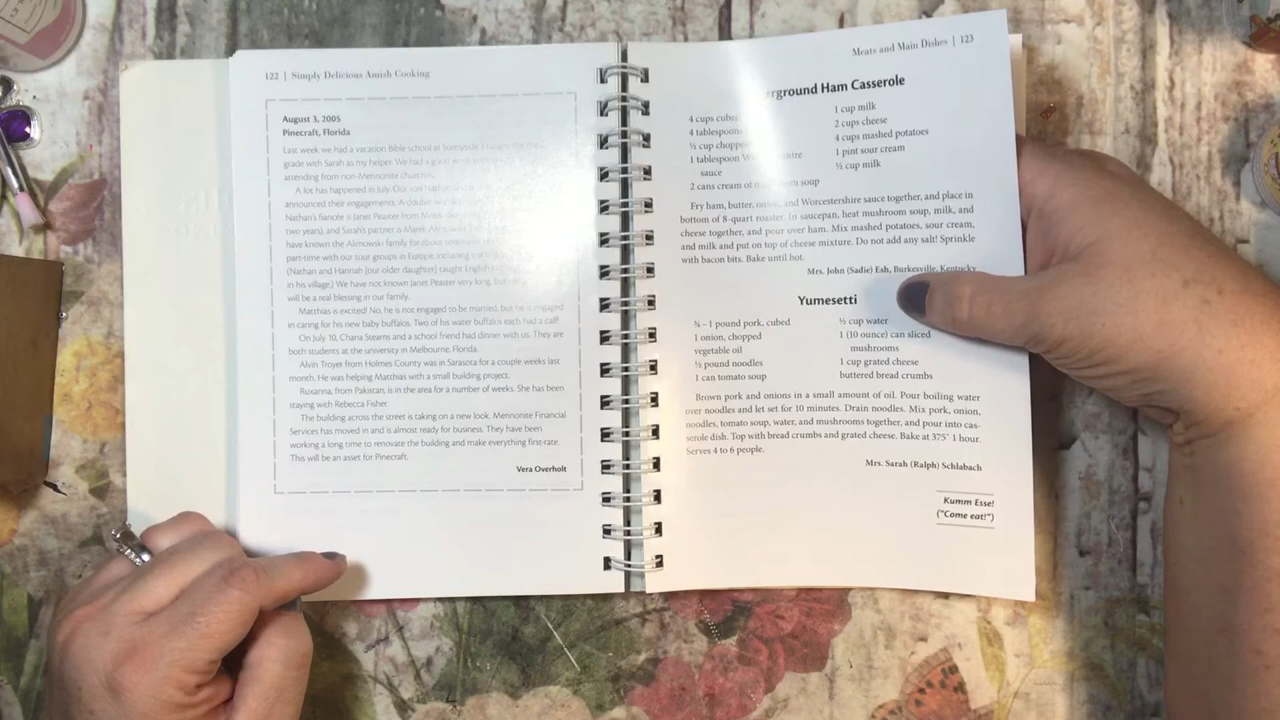 122 | Simply Delicious Amish Cooking
August 3, 2005
Pinecraft, Florida
Last week we had a vacation Bible school at
grade with Sarah as my helper. We had a good
attending from non-Mennonite churches.
A lot has happened in July. Our son Nathan
announced their engagements. A double
Nathan's fiancée is Janet Peaster from
two years), and Sarah's partner is Marek
have known the Alimowski family for about
part-time with our tour groups in Europe, including
(Nathan and Hannah [our older daughter] taught English
in his village.) We have not known Janet Peaster very long, but
will be a real blessing in our family.
Matthias is excited! No, he is not engaged to be married, but he is engaged
in caring for his new baby buffalos. Two of his water buffalos each had a calf!
On July 10, Chana Stearns and a school friend had dinner with us. They are
both students at the university in Melbourne, Florida.
Alvin Troyer from Holmes County was in Sarasota for a couple weeks last
month. He was helping Matthias with a small building project.
Ruxanna, from Pakistan, is in the area for a number of weeks. She has been
staying with Rebecca Fisher.
The building across the street is taking on a new look. Mennonite Financial
Services has moved in and is almost ready for business. They have been
working a long time to renovate the building and make everything first-rate.
This will be an asset for Pinecraft.
Vera Overholt
Meats and Main Dishes | 123
rground Ham Casserole
4 cups cubed
4 tablespoons
½ cup chopped
1 tablespoon
sauce
2 cans cream of soup
1 cup milk
2 cups cheese
4 cups mashed potatoes
1 pint sour cream
½ cup milk
Fry ham, butter, onion, and Worcestershire sauce together, and place in
bottom of 8-quart roaster. In saucepan, heat mushroom soup, milk, and
cheese together, and pour over ham. Mix mashed potatoes, sour cream,
and milk and put on top of cheese mixture. Do not add any salt! Sprinkle
with bacon bits. Bake until hot.
Mrs. John (Sadie) Esh, Burkesville, Kentucky
Yumesetti
¾ – 1 pound pork, cubed
1 onion, chopped
vegetable oil
½ pound noodles
1 can tomato soup
½ cup water
1 (10 ounce) can sliced
mushrooms
1 cup grated cheese
buttered bread crumbs
Brown pork and onions in a small amount of oil. Pour boiling water
over noodles and let set for 10 minutes. Drain noodles. Mix pork, onion,
noodles, tomato soup, water, and mushrooms together, and pour into cas-
serole dish. Top with bread crumbs and grated cheese. Bake at 375° 1 hour.
Serves 4 to 6 people.
Mrs. Sarah (Ralph) Schlabach
Kumm Esse!
("Come eat!")